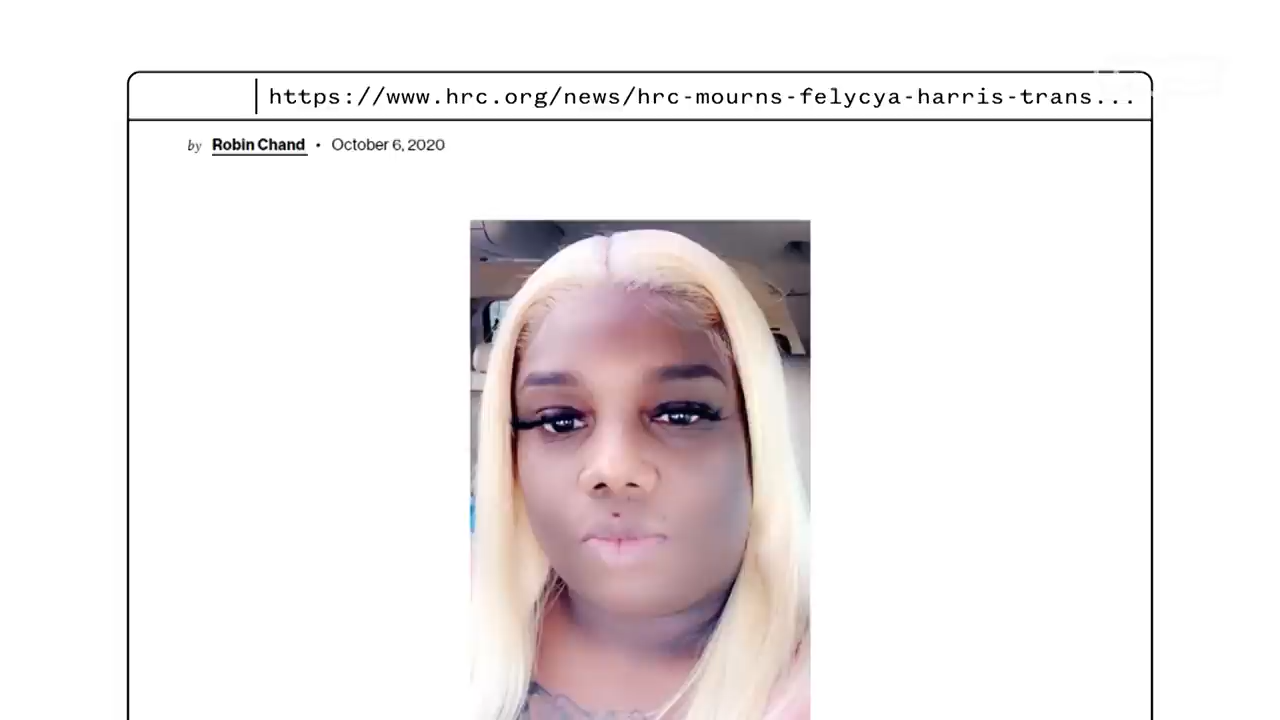 https://www.hrc.org/news/hrc-mourns-felycya-harris-trans...
by Robin Chand • October 6, 2020